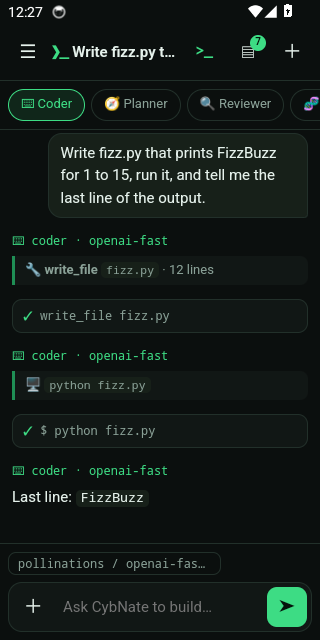 12:27
Write fizz.py t...
>_
7
Coder
Planner
Reviewer
Write fizz.py that prints FizzBuzz
for 1 to 15, run it, and tell me the
last line of the output.
coder · openai-fast
write_file fizz.py · 12 lines
✓ write_file fizz.py
coder · openai-fast
python fizz.py
✓ $ python fizz.py
coder · openai-fast
Last line: FizzBuzz
pollinations / openai-fas…
Ask CybNate to build…